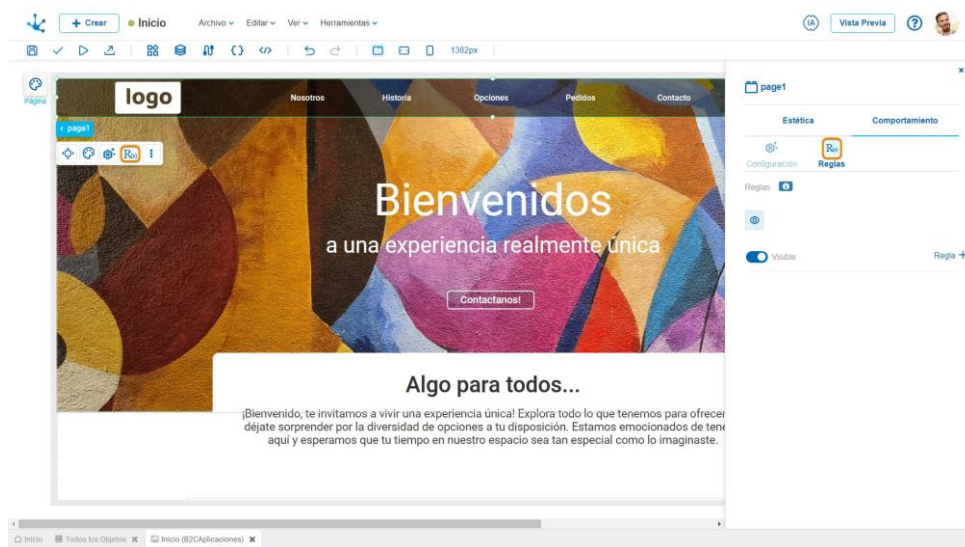 + Crear
Inicio
Archivo
Editar
Ver
Herramientas
IA
Vista Previa
?
1382px
Página
logo
Nosotros
Historia
Opciones
Pedidos
Contacto
‹ page1
R(x)
Bienvenidos
a una experiencia realmente única
Contactanos!
Algo para todos...
¡Bienvenido, te invitamos a vivir una experiencia única! Explora todo lo que tenemos para ofrecer
déjate sorprender por la diversidad de opciones a tu disposición. Estamos emocionados de tene
aquí y esperamos que tu tiempo en nuestro espacio sea tan especial como lo imaginaste.
page1
Estética
Comportamiento
Configuración
R(x)
Reglas
Reglas
Visible
Regla +
Inicio
Todos los Objetos
Inicio (B2CAplicaciones)